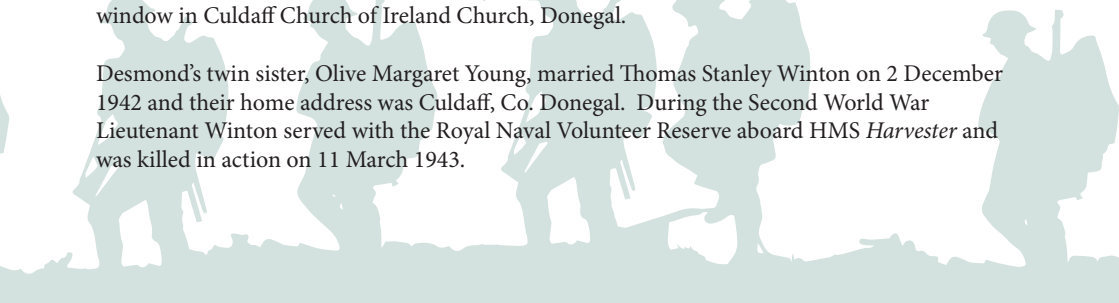 window in Culdaff Church of Ireland Church, Donegal.
Desmond's twin sister, Olive Margaret Young, married Thomas Stanley Winton on 2 December
1942 and their home address was Culdaff, Co. Donegal.  During the Second World War
Lieutenant Winton served with the Royal Naval Volunteer Reserve aboard HMS Harvester and
was killed in action on 11 March 1943.